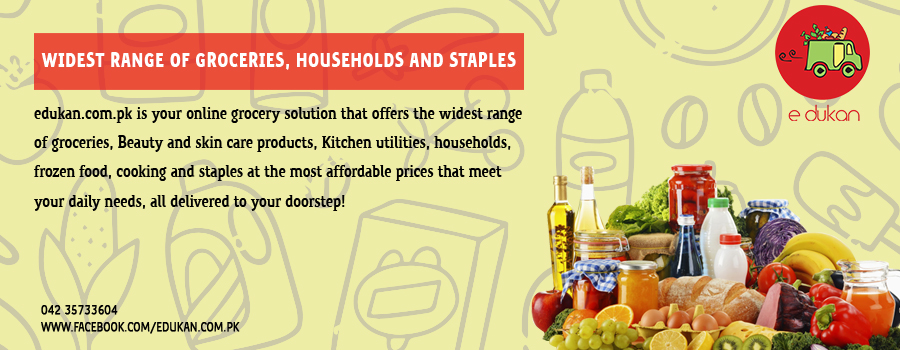 WIDEST RANGE OF GROCERIES, HOUSEHOLDS AND STAPLES
e dukan
edukan.com.pk is your online grocery solution that offers the widest range
of groceries, Beauty and skin care products, Kitchen utilities, households,
frozen food, cooking and staples at the most affordable prices that meet
your daily needs, all delivered to your doorstep!
042 35733604
WWW.FACEBOOK.COM/EDUKAN.COM.PK